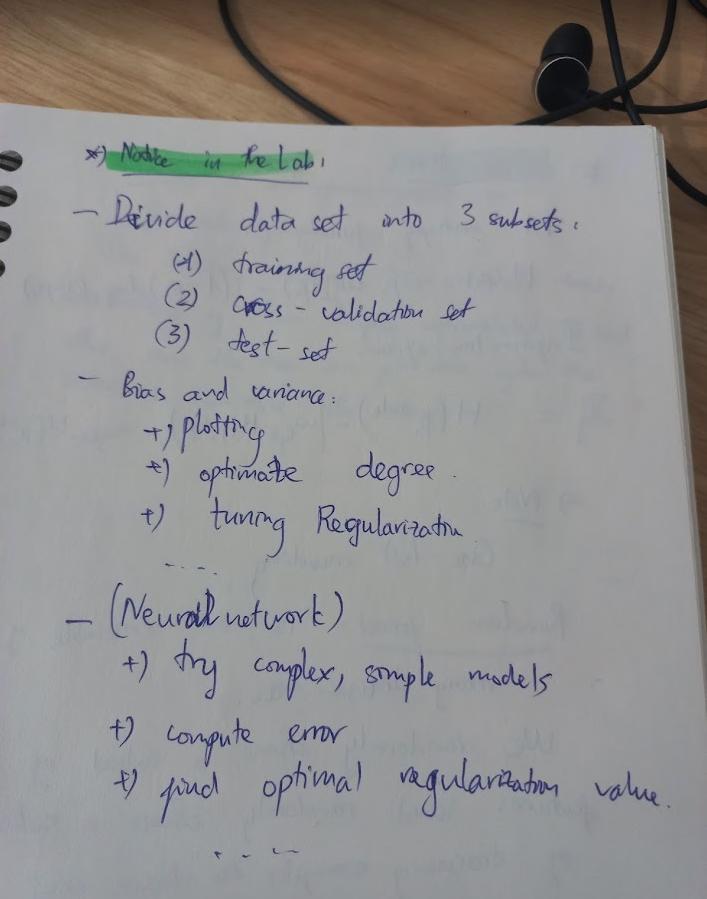 *) Notice in the Lab:
- Divide data set into 3 subsets:
(1) training set
(2) cross-validation set
(3) test-set
- Bias and variance:
+) plotting
+) optimate degree.
+) tuning Regularization
....
- (Neural network)
+) try complex, simple models
+) compute error
+) find optimal regularization value.
....